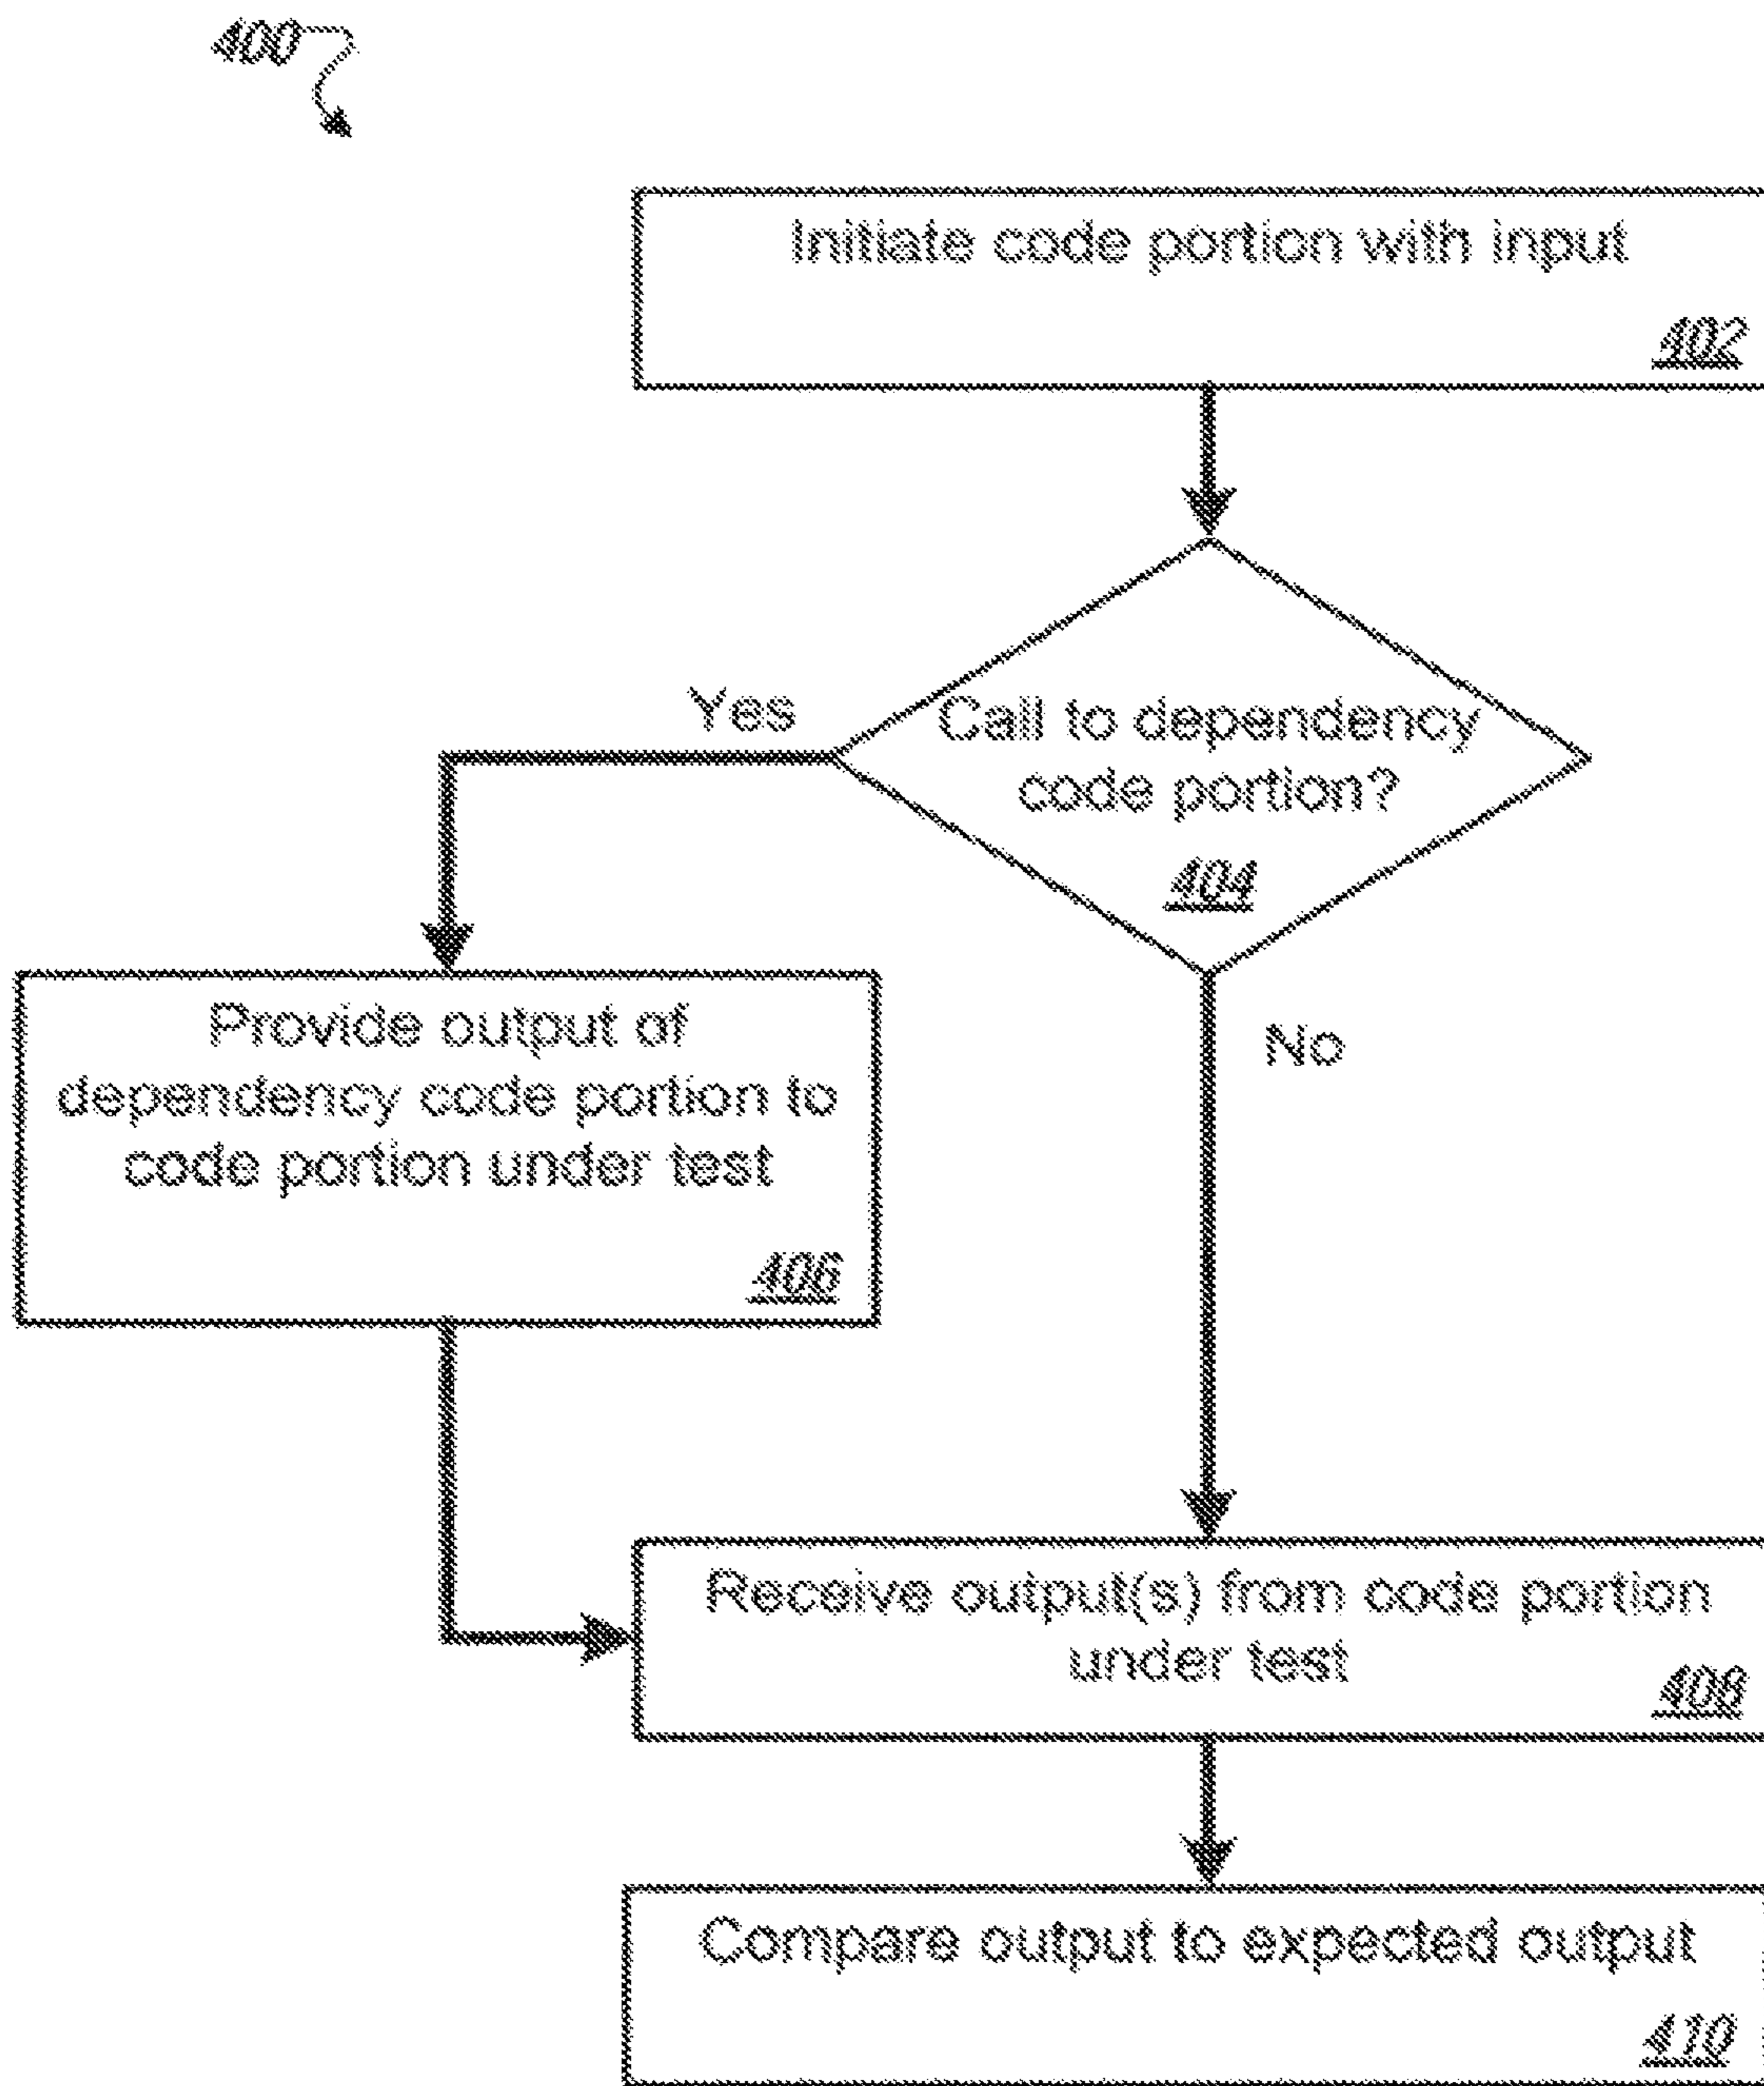 400
Initiate code portion with input
402
Yes
Call to dependency
code portion?
404
Provide output of
dependency code portion to
code portion under test
406
No
Receive output(s) from code portion
under test
408
Compare output to expected output
410